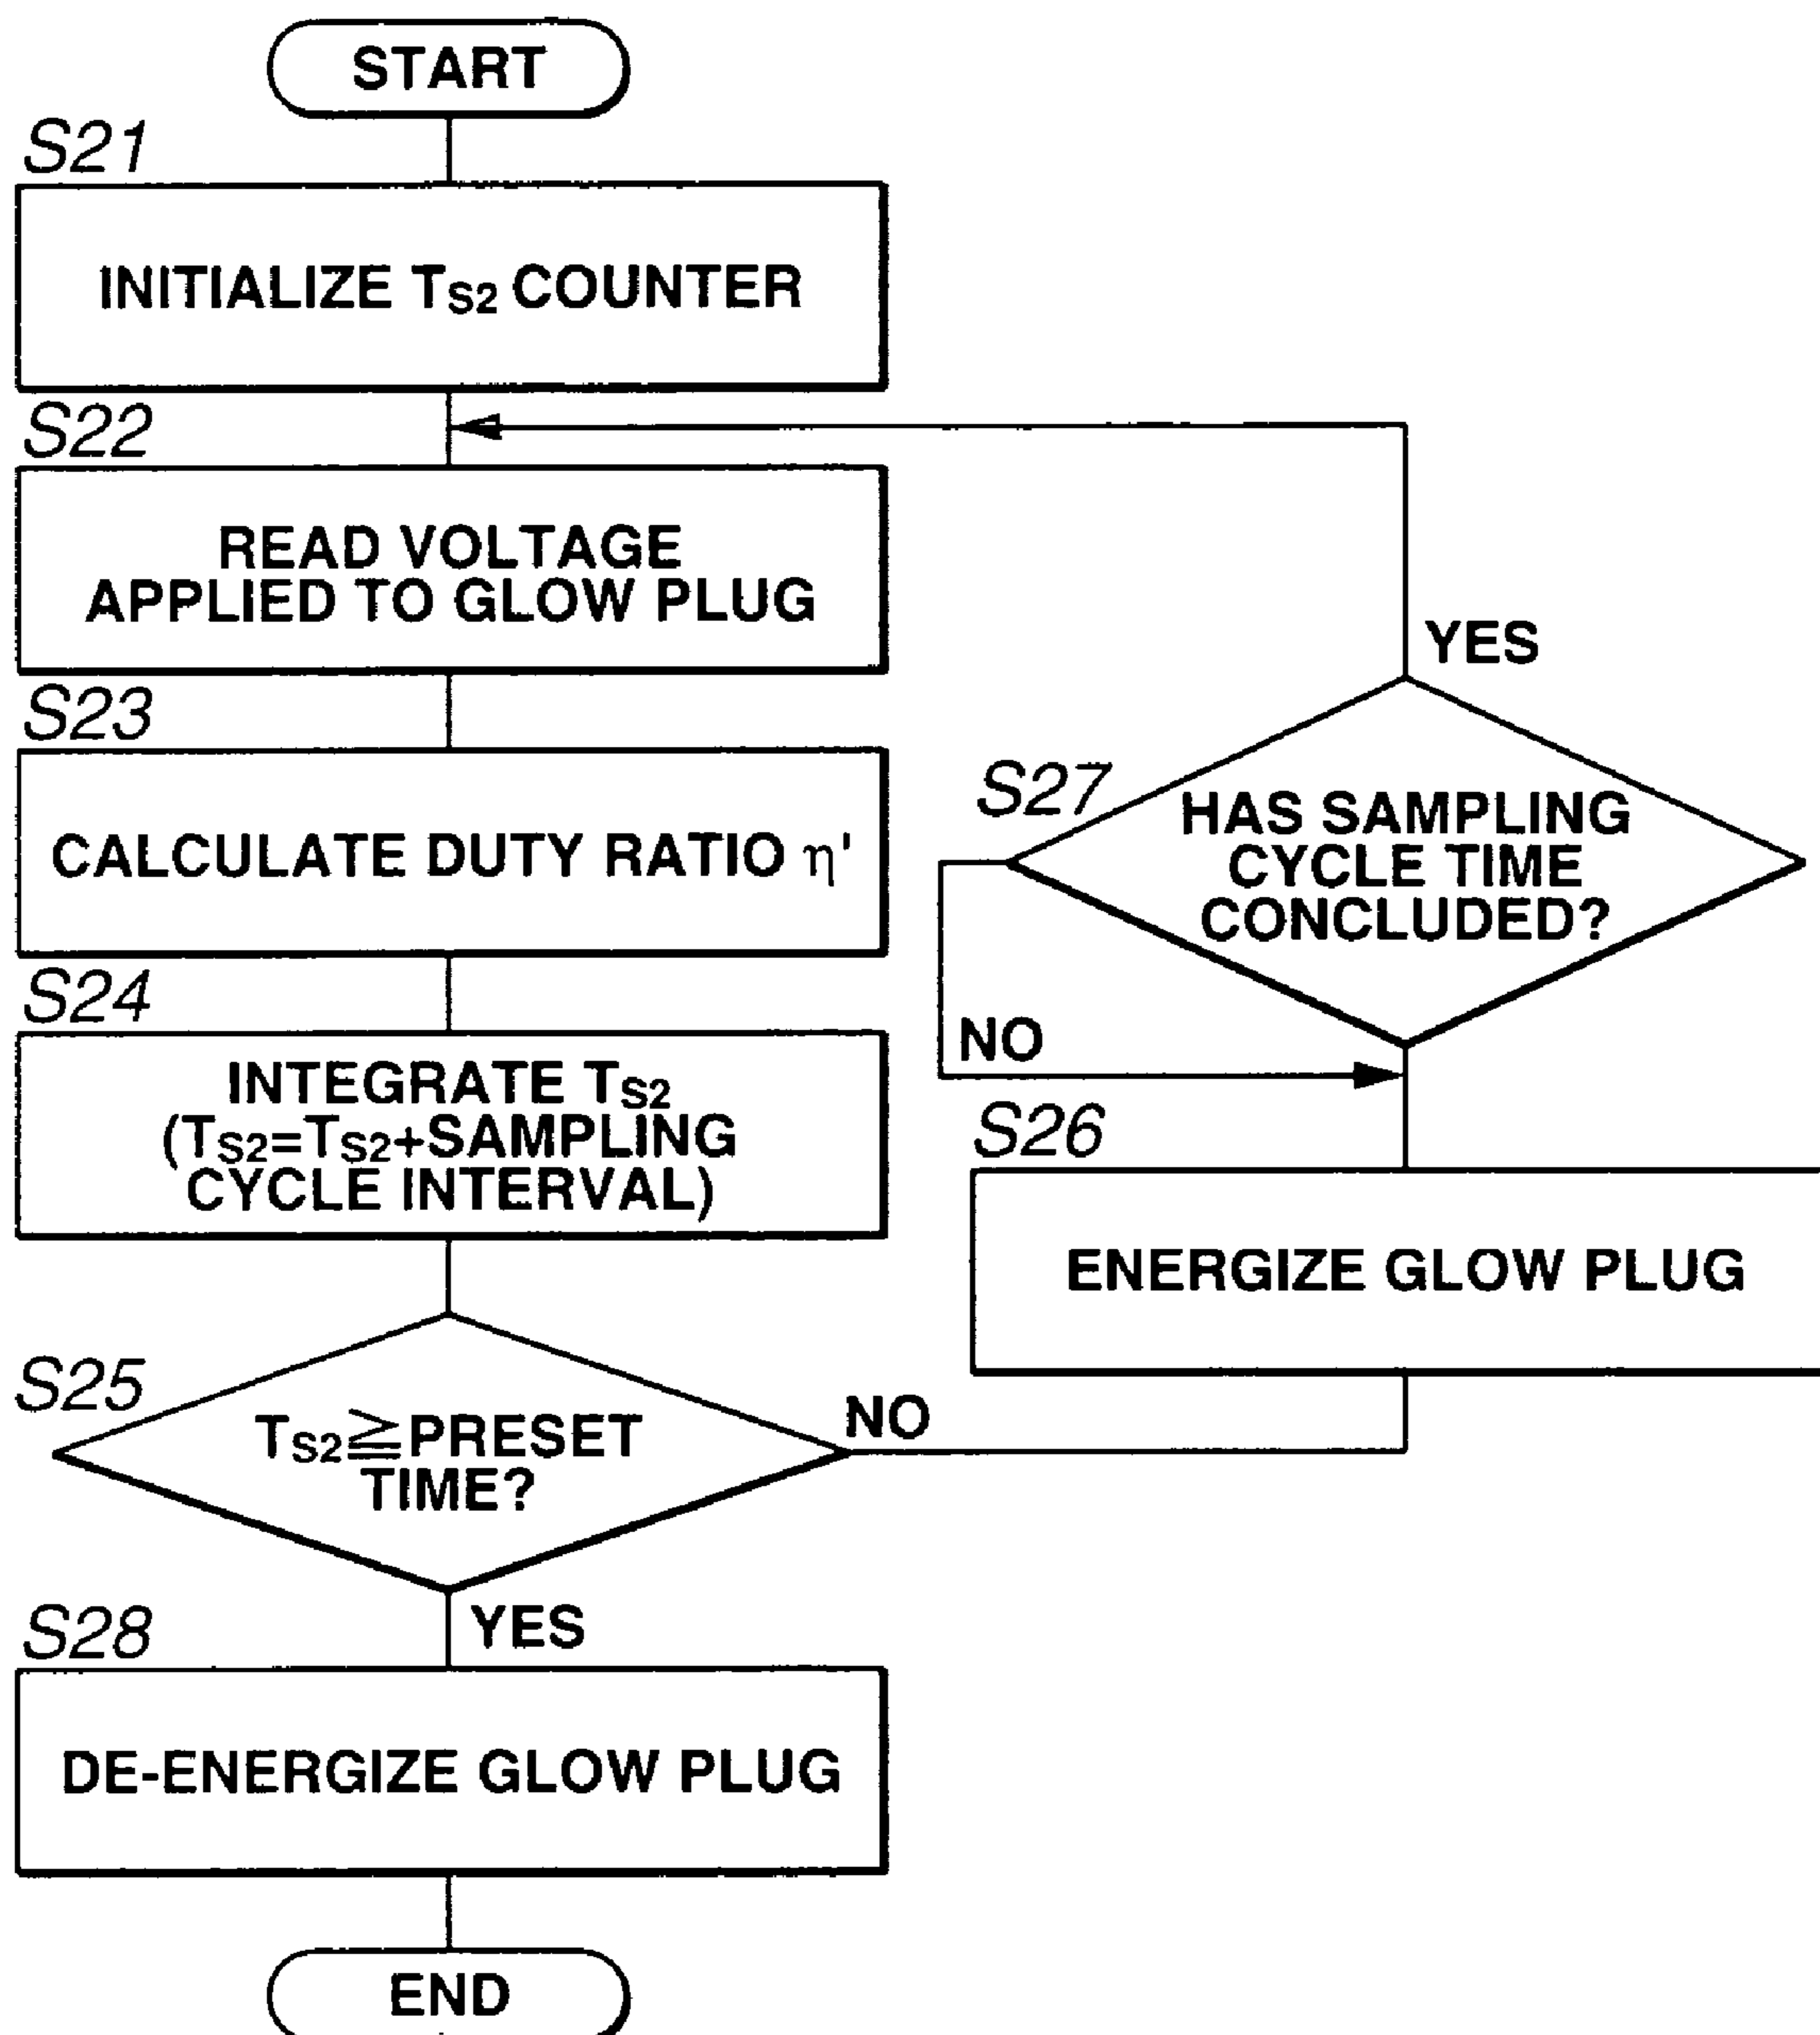 START
S21
INITIALIZE TS2 COUNTER
S22
READ VOLTAGE
APPLIED TO GLOW PLUG
S23
CALCULATE DUTY RATIO η'
S24
INTEGRATE TS2
(TS2=TS2+SAMPLING
CYCLE INTERVAL)
S25
TS2≧PRESET
TIME?
NO
YES
S26
ENERGIZE GLOW PLUG
S27
HAS SAMPLING
CYCLE TIME
CONCLUDED?
NO
YES
S28
DE-ENERGIZE GLOW PLUG
END